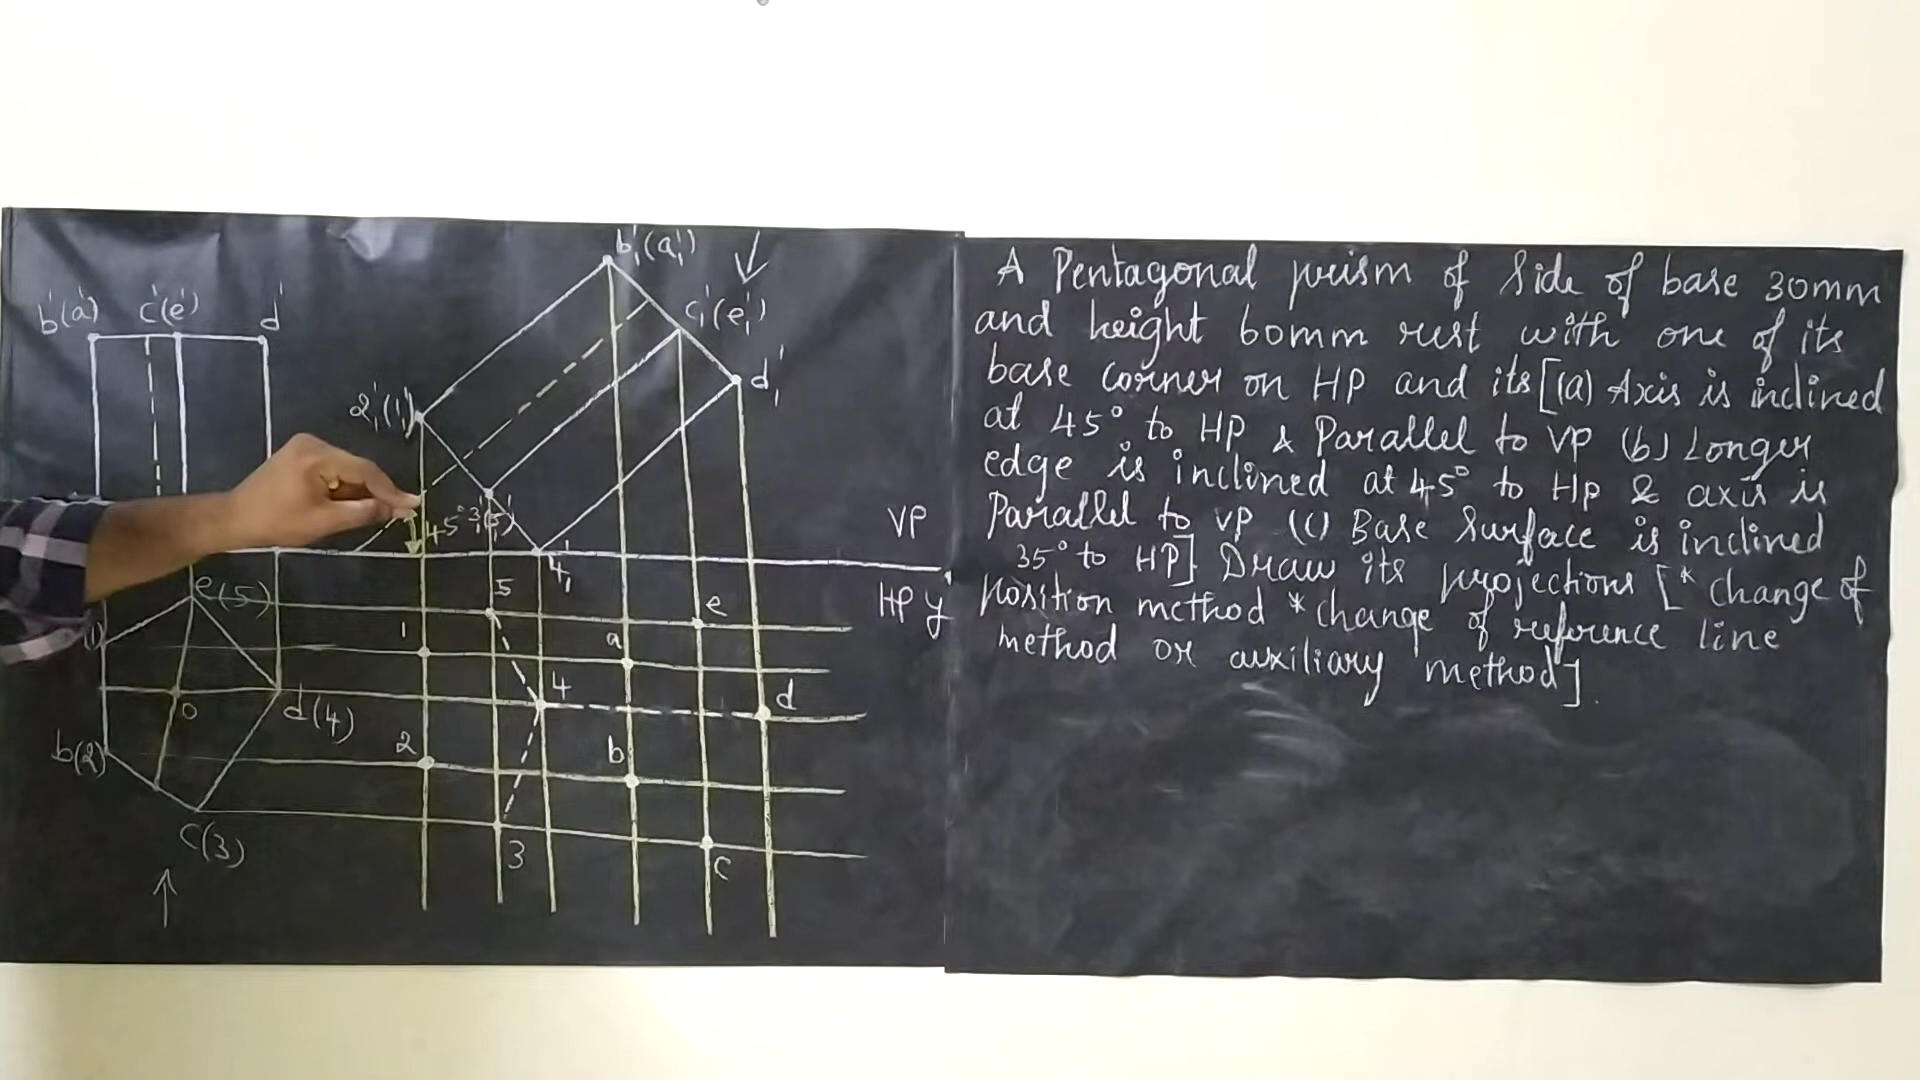 b'(a') c'(e') d'
b'₁(a'₁)
c'₁(e'₁)
d'₁
2'₁(1'₁)
45° 3'₁(5'₁)
4'₁
VP
HP y
e(5)
(1)
o
d(4)
b(2)
c(3)
5
1
a
e
4
d
2
b
3
c
A Pentagonal prism of side of base 30mm
and height 60mm rest with one of its
base corner on HP and its [(a) Axis is inclined
at 45° to HP & Parallel to VP (b) Longer
edge is inclined at 45° to Hp & axis is
Parallel to VP (c) Base Surface is inclined
35° to HP]. Draw its projections [* change of
position method * change of reference line
method or auxiliary method].